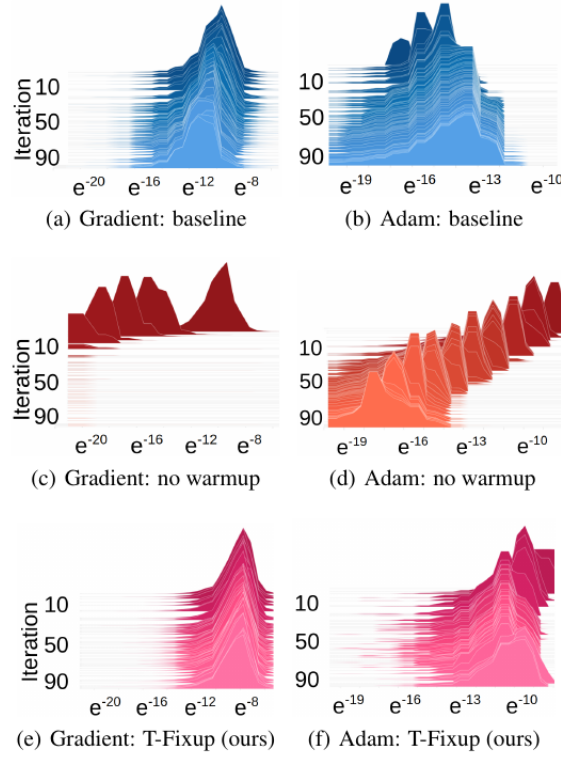 Iteration
10
50
90
e-20 e-16 e-12 e-8
e-19 e-16 e-13 e-10
(a) Gradient: baseline (b) Adam: baseline
Iteration
10
50
90
10
50
90
e-20 e-16 e-12 e-8
e-19 e-16 e-13 e-10
(c) Gradient: no warmup (d) Adam: no warmup
Iteration
10
50
90
10
50
90
e-20 e-16 e-12 e-8
e-19 e-16 e-13 e-10
(e) Gradient: T-Fixup (ours) (f) Adam: T-Fixup (ours)